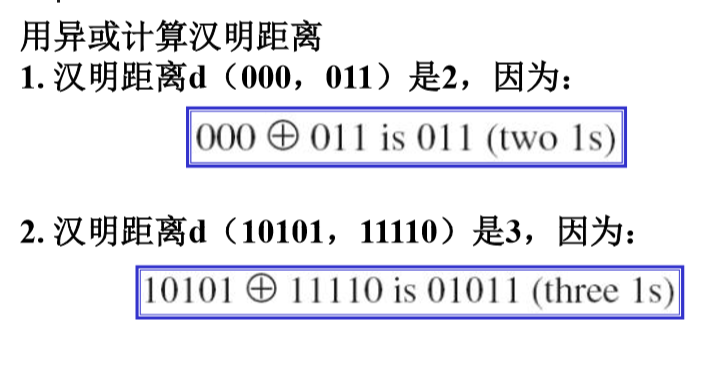 用异或计算汉明距离
1. 汉明距离d（000，011）是2，因为：
000 ⊕ 011 is 011 (two 1s)
2. 汉明距离d（10101，11110）是3，因为：
10101 ⊕ 11110 is 01011 (three 1s)